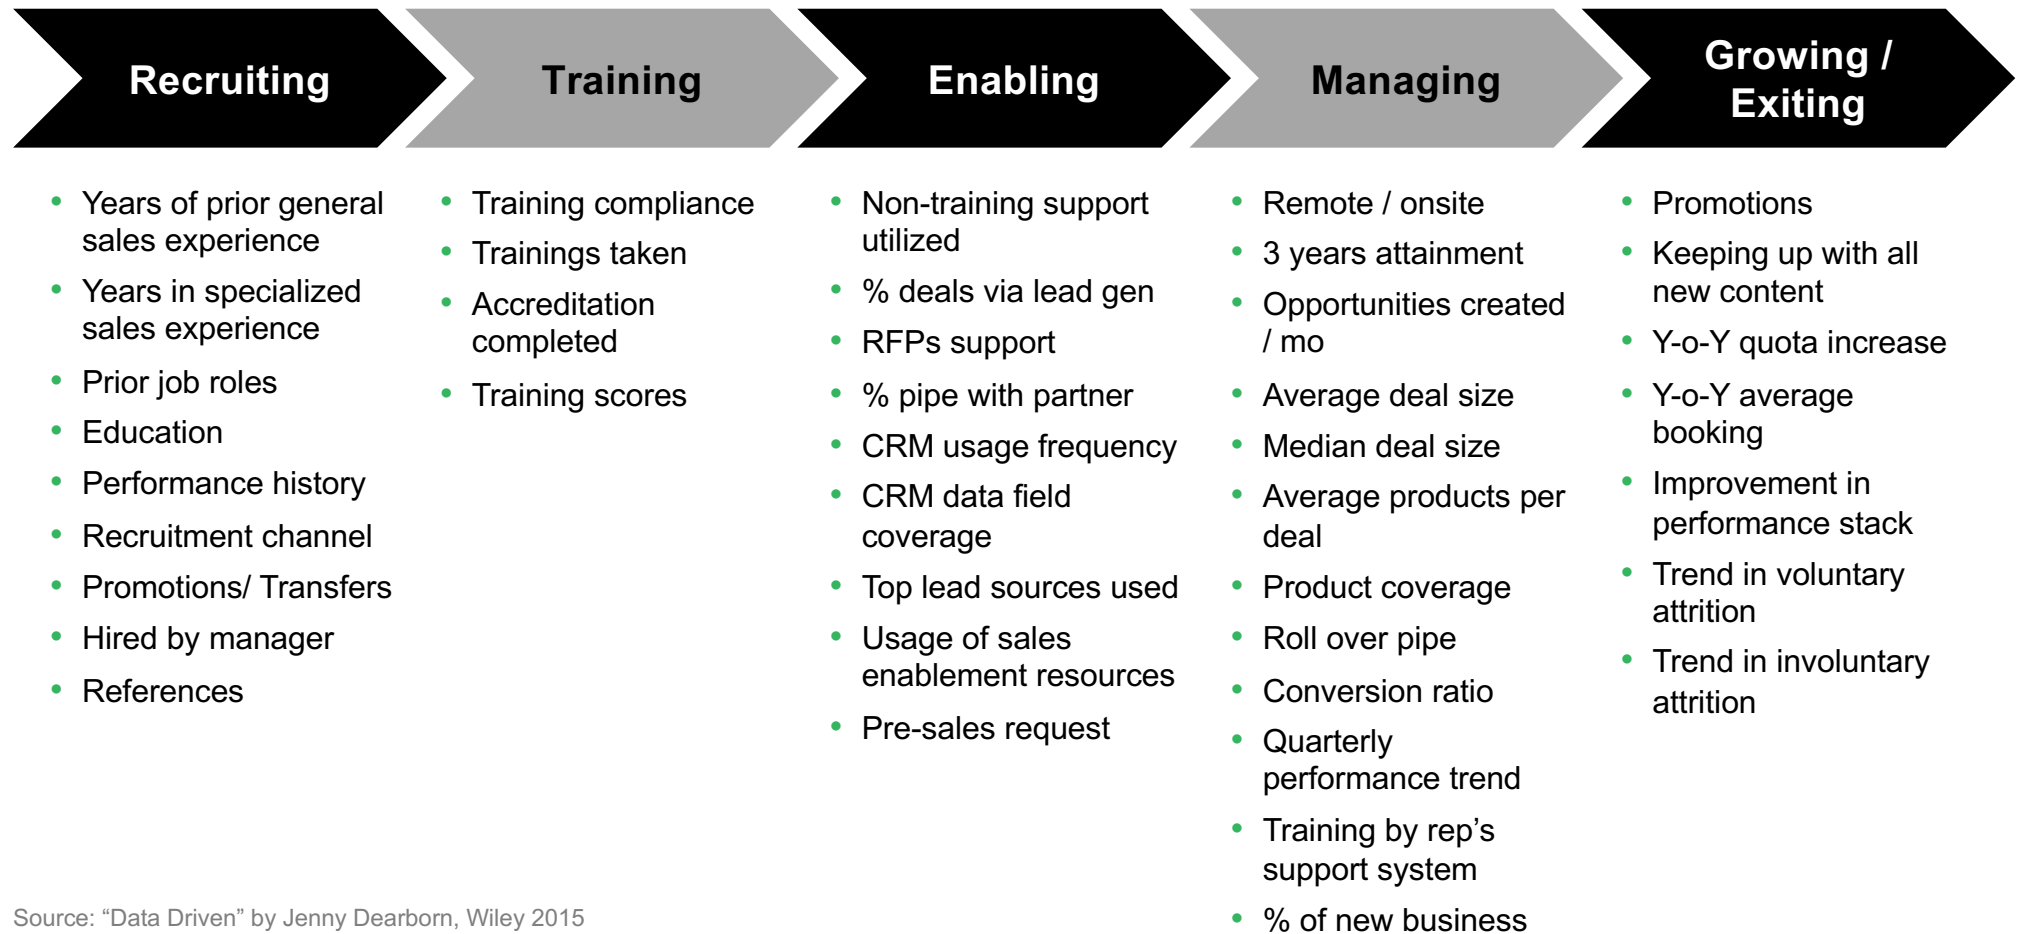 Recruiting
Training
Enabling
Managing
Growing /
Exiting
• Years of prior general
sales experience
• Years in specialized
sales experience
• Prior job roles
• Education
• Performance history
• Recruitment channel
• Promotions/ Transfers
• Hired by manager
• References
• Training compliance
• Trainings taken
• Accreditation
completed
• Training scores
• Non-training support
utilized
• % deals via lead gen
• RFPs support
• % pipe with partner
• CRM usage frequency
• CRM data field
coverage
• Top lead sources used
• Usage of sales
enablement resources
• Pre-sales request
• Remote / onsite
• 3 years attainment
• Opportunities created
/ mo
• Average deal size
• Median deal size
• Average products per
deal
• Product coverage
• Roll over pipe
• Conversion ratio
• Quarterly
performance trend
• Training by rep’s
support system
• % of new business
• Promotions
• Keeping up with all
new content
• Y-o-Y quota increase
• Y-o-Y average
booking
• Improvement in
performance stack
• Trend in voluntary
attrition
• Trend in involuntary
attrition
Source: “Data Driven” by Jenny Dearborn, Wiley 2015